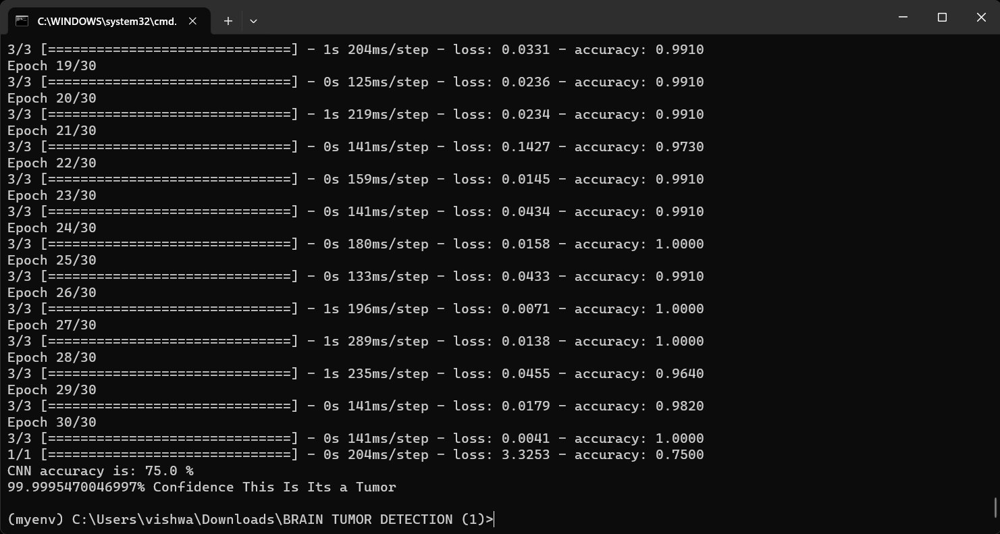 C:\WINDOWS\system32\cmd.
3/3 [==============================] - 1s 204ms/step - loss: 0.0331 - accuracy: 0.9910
Epoch 19/30
3/3 [==============================] - 0s 125ms/step - loss: 0.0236 - accuracy: 0.9910
Epoch 20/30
3/3 [==============================] - 1s 219ms/step - loss: 0.0234 - accuracy: 0.9910
Epoch 21/30
3/3 [==============================] - 0s 141ms/step - loss: 0.1427 - accuracy: 0.9730
Epoch 22/30
3/3 [==============================] - 0s 159ms/step - loss: 0.0145 - accuracy: 0.9910
Epoch 23/30
3/3 [==============================] - 0s 141ms/step - loss: 0.0434 - accuracy: 0.9910
Epoch 24/30
3/3 [==============================] - 0s 180ms/step - loss: 0.0158 - accuracy: 1.0000
Epoch 25/30
3/3 [==============================] - 0s 133ms/step - loss: 0.0433 - accuracy: 0.9910
Epoch 26/30
3/3 [==============================] - 1s 196ms/step - loss: 0.0071 - accuracy: 1.0000
Epoch 27/30
3/3 [==============================] - 1s 289ms/step - loss: 0.0138 - accuracy: 1.0000
Epoch 28/30
3/3 [==============================] - 1s 235ms/step - loss: 0.0455 - accuracy: 0.9640
Epoch 29/30
3/3 [==============================] - 0s 141ms/step - loss: 0.0179 - accuracy: 0.9820
Epoch 30/30
3/3 [==============================] - 0s 141ms/step - loss: 0.0041 - accuracy: 1.0000
1/1 [==============================] - 0s 204ms/step - loss: 3.3253 - accuracy: 0.7500
CNN accuracy is: 75.0 %
99.9995470046997% Confidence This Is Its a Tumor
(myenv) C:\Users\vishwa\Downloads\BRAIN TUMOR DETECTION (1)>